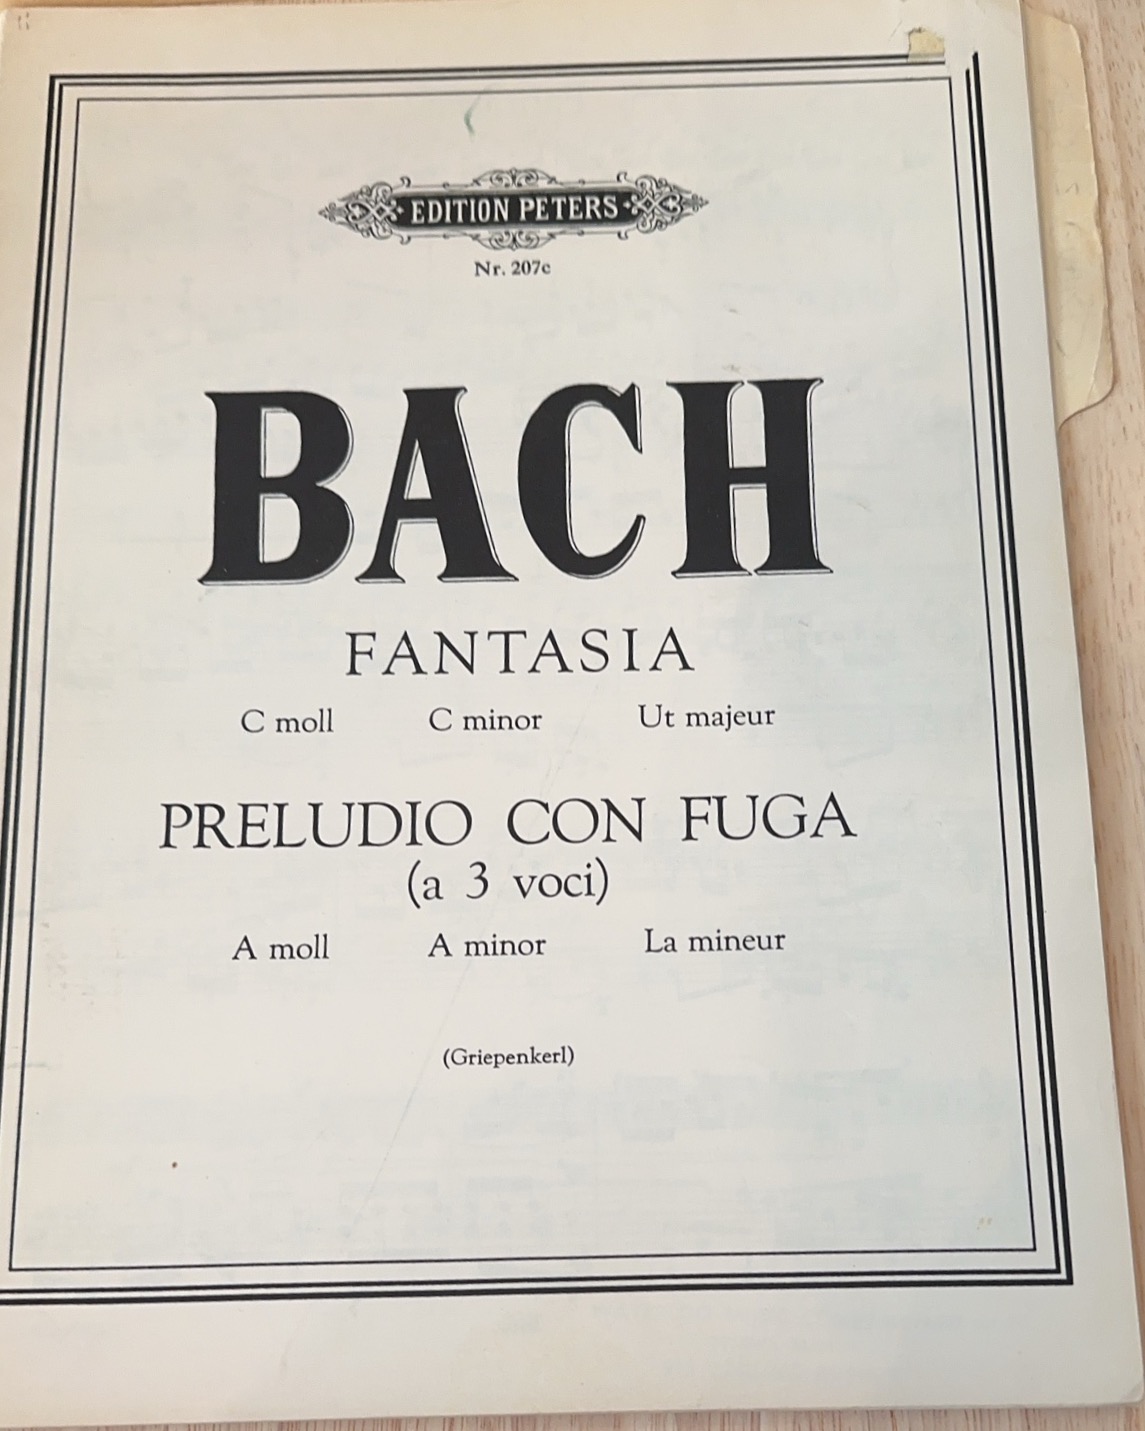 EDITION PETERS
Nr. 207c
BACH
FANTASIA
C moll C minor Ut majeur
PRELUDIO CON FUGA
(a 3 voci)
A moll A minor La mineur
(Griepenkerl)